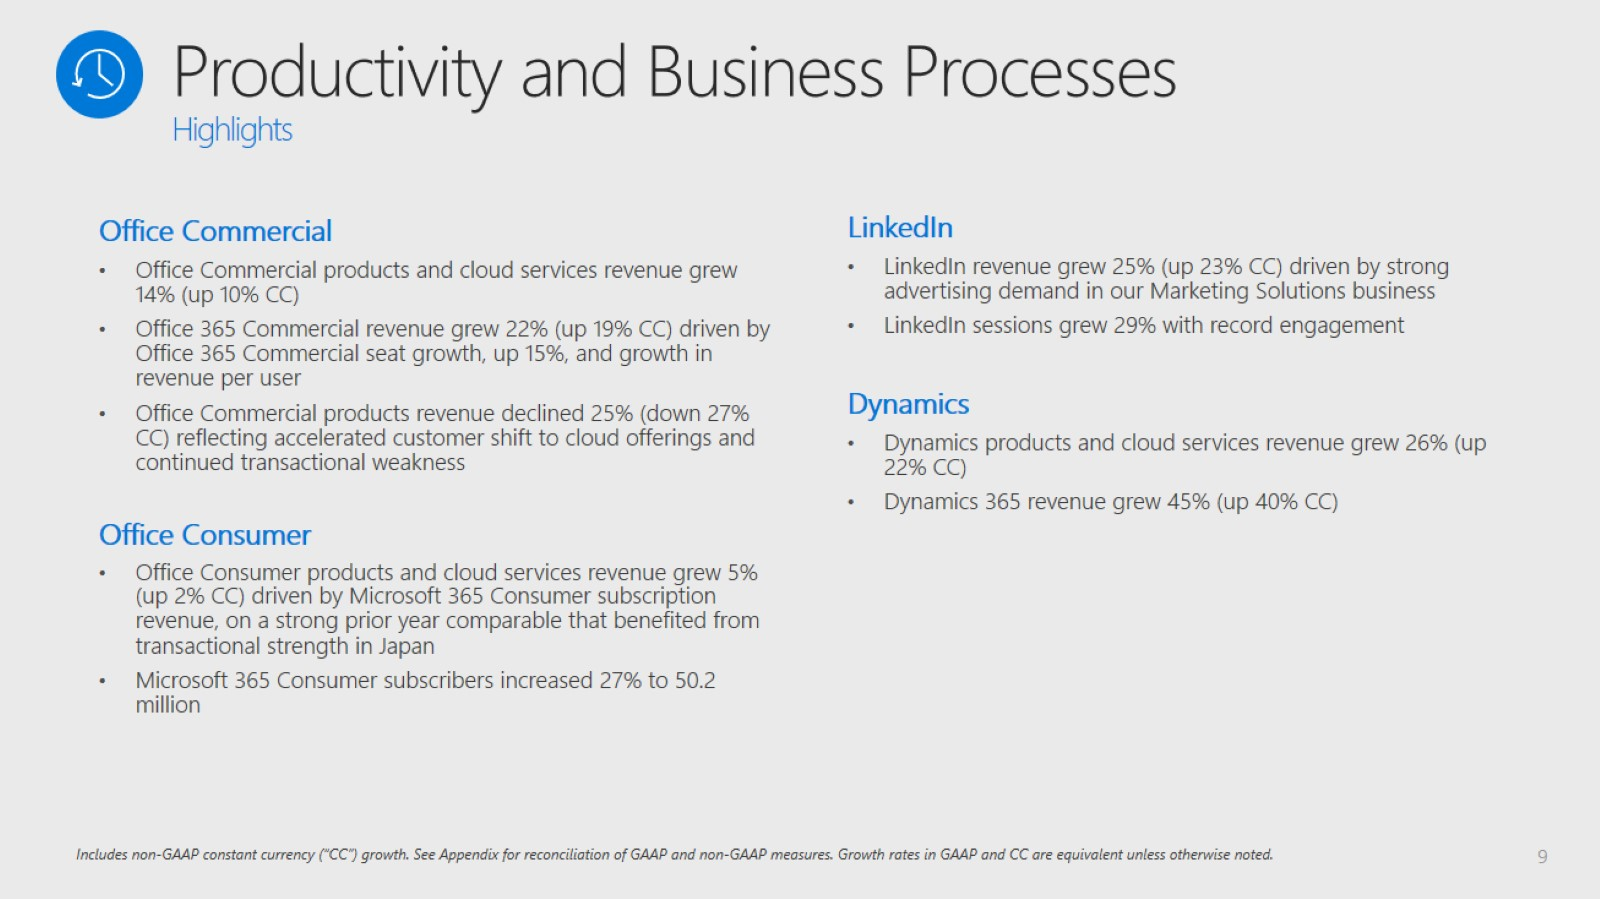 Productivity and Business Processes
Highlights
Office Commercial
• Office Commercial products and cloud services revenue grew
14% (up 10% CC)
• Office 365 Commercial revenue grew 22% (up 19% CC) driven by
Office 365 Commercial seat growth, up 15%, and growth in
revenue per user
• Office Commercial products revenue declined 25% (down 27%
CC) reflecting accelerated customer shift to cloud offerings and
continued transactional weakness
Office Consumer
• Office Consumer products and cloud services revenue grew 5%
(up 2% CC) driven by Microsoft 365 Consumer subscription
revenue, on a strong prior year comparable that benefited from
transactional strength in Japan
• Microsoft 365 Consumer subscribers increased 27% to 50.2
million
LinkedIn
• LinkedIn revenue grew 25% (up 23% CC) driven by strong
advertising demand in our Marketing Solutions business
• LinkedIn sessions grew 29% with record engagement
Dynamics
• Dynamics products and cloud services revenue grew 26% (up
22% CC)
• Dynamics 365 revenue grew 45% (up 40% CC)
Includes non-GAAP constant currency ("CC") growth. See Appendix for reconciliation of GAAP and non-GAAP measures. Growth rates in GAAP and CC are equivalent unless otherwise noted.
9